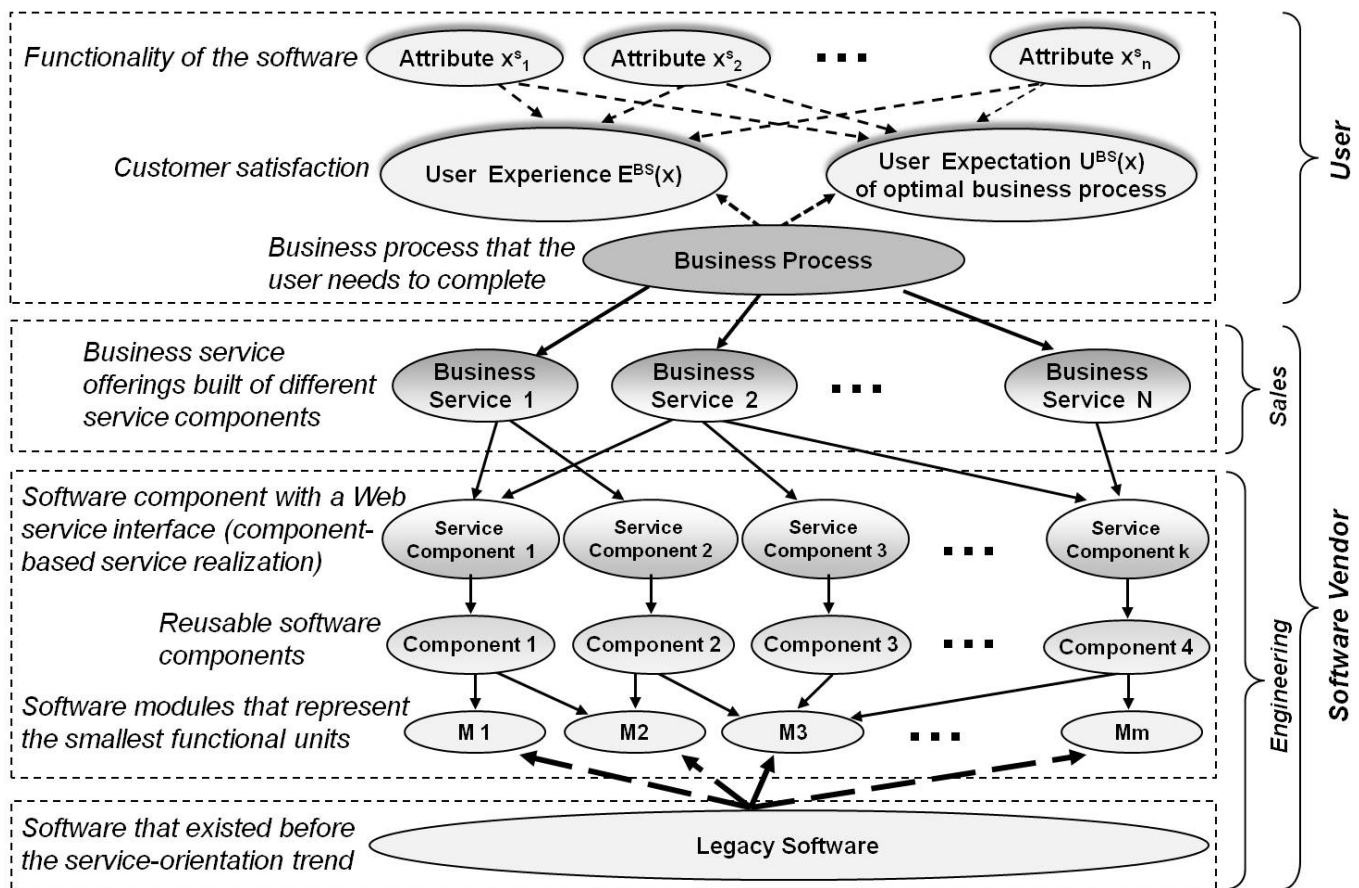 Functionality of the software
Attribute xˢ₁
Attribute xˢ₂
Attribute xˢₙ
Customer satisfaction
User Experience Eᴮˢ(x)
User Expectation Uᴮˢ(x)
of optimal business process
User
Business process that the
user needs to complete
Business Process
Business service
offerings built of different
service components
Business
Service 1
Business
Service 2
Business
Service N
Sales
Software component with a Web
service interface (component-
based service realization)
Service
Component 1
Service
Component 2
Service
Component 3
Service
Component k
Reusable software
components
Component 1
Component 2
Component 3
Component 4
Software modules that represent
the smallest functional units
M 1
M2
M3
Mm
Engineering
Software Vendor
Software that existed before
the service-orientation trend
Legacy Software